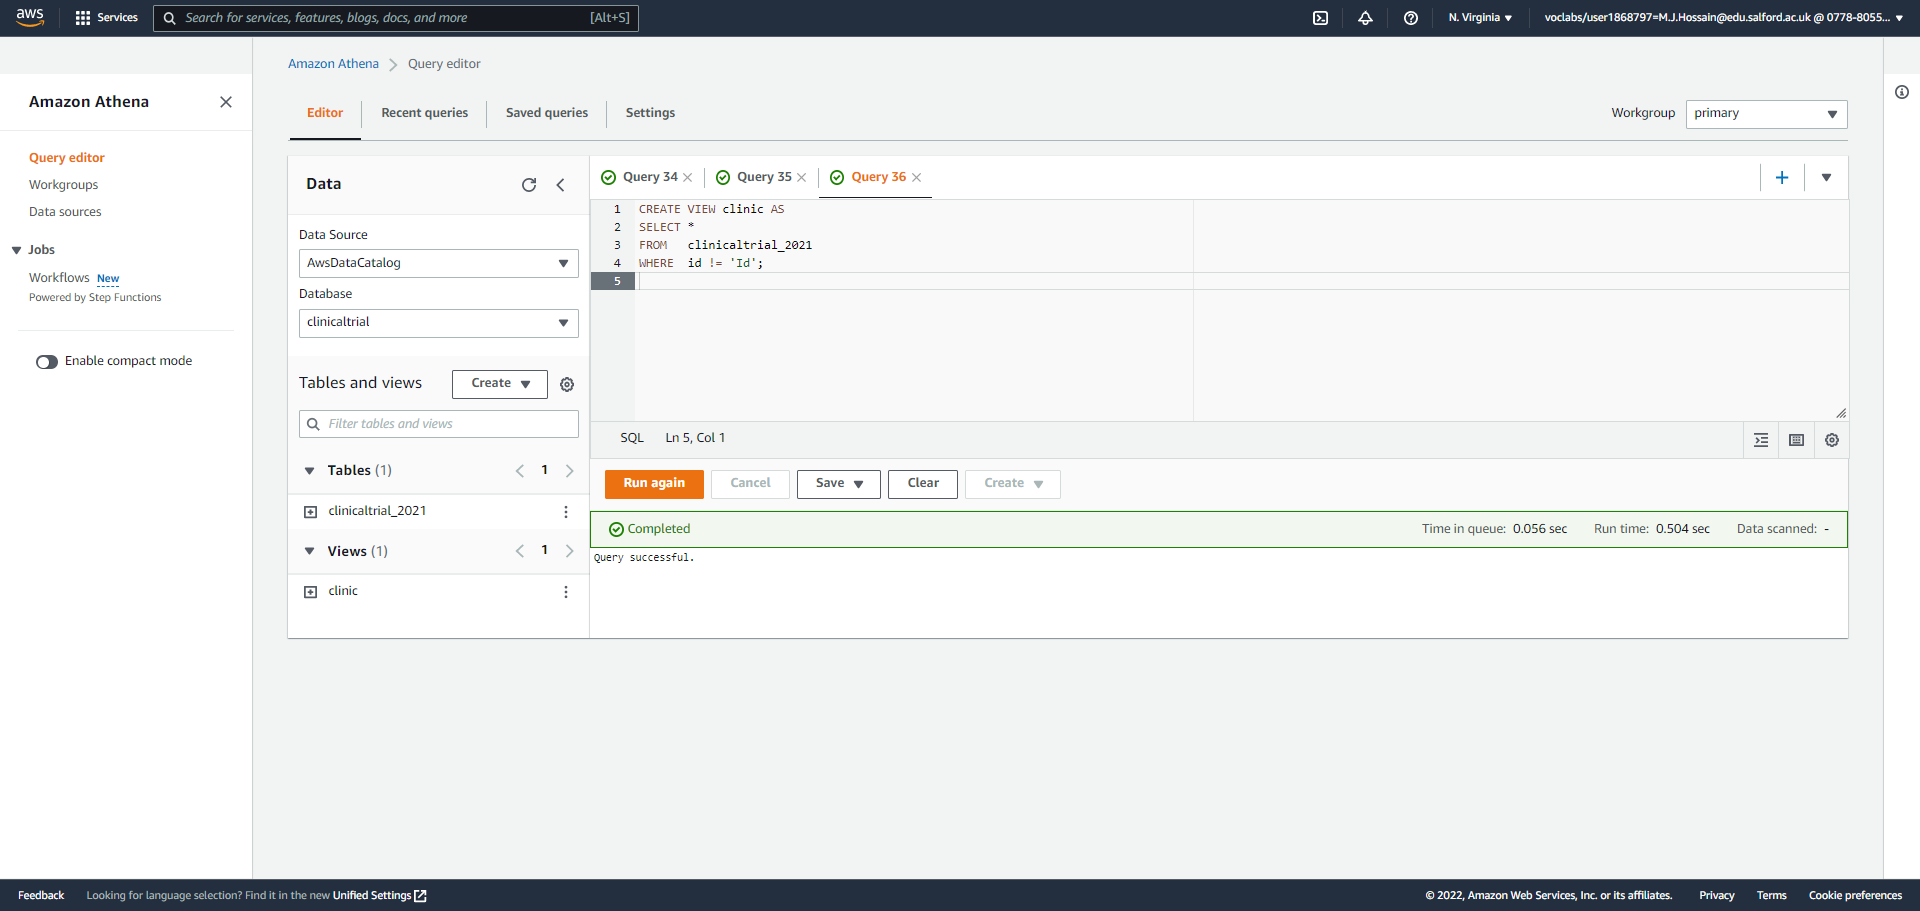 aws Services Search for services, features, blogs, docs, and more [Alt+S] N. Virginia voclabs/user1868797=M.J.Hossain@edu.salford.ac.uk @ 0778-8055...
Amazon Athena
Query editor
Workgroups
Data sources
Jobs
Workflows New
Powered by Step Functions
Enable compact mode
Amazon Athena Query editor
Editor Recent queries Saved queries Settings Workgroup primary
Data
Data Source
AwsDataCatalog
Database
clinicaltrial
Tables and views Create
Filter tables and views
Tables (1) 1
clinicaltrial_2021
Views (1) 1
clinic
Query 34 Query 35 Query 36
1 CREATE VIEW clinic AS
2 SELECT *
3 FROM clinicaltrial_2021
4 WHERE id != 'Id';
5
SQL Ln 5, Col 1
Run again Cancel Save Clear Create
Completed Time in queue: 0.056 sec Run time: 0.504 sec Data scanned: -
Query successful.
Feedback Looking for language selection? Find it in the new Unified Settings © 2022, Amazon Web Services, Inc. or its affiliates. Privacy Terms Cookie preferences